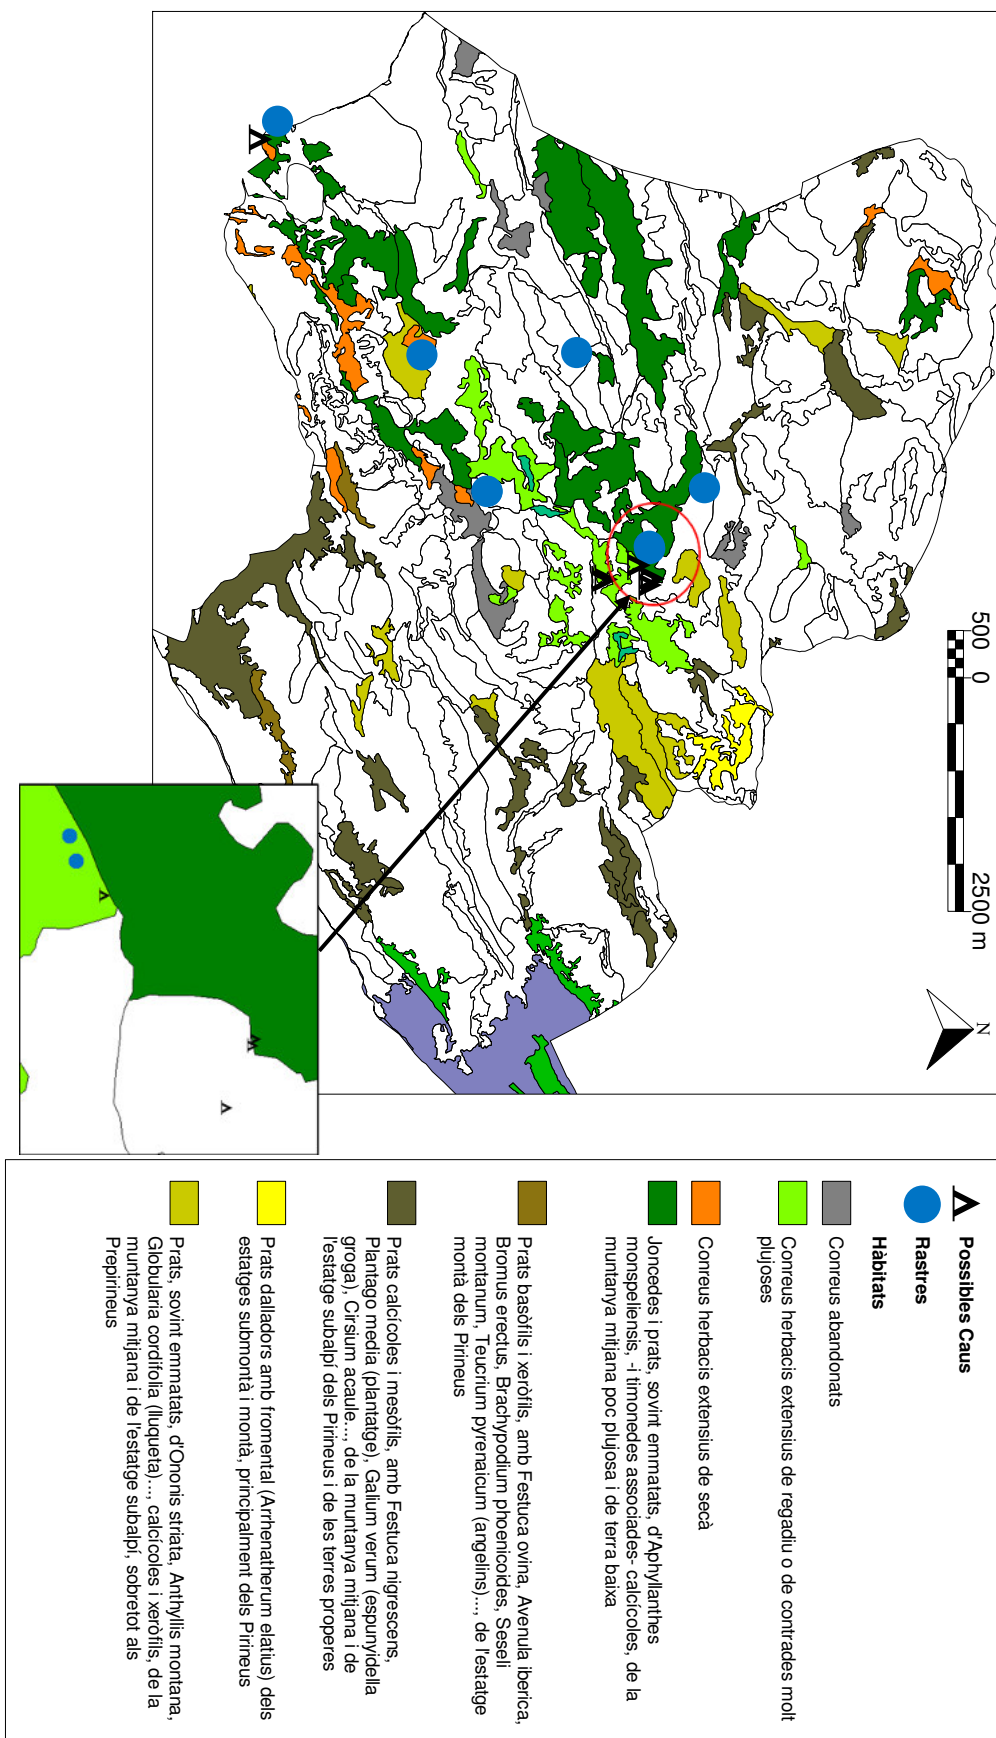 500
0
2500 m
N
Possibles Caus
Rastres
Hàbitats
Conreus abandonats
Conreus herbacis extensius de regadiu o de contrades molt
plujoses
Conreus herbacis extensius de secà
Joncedes i prats, sovint emmatats, d'Aphyllanthes
monspeliensis, -i timonedes associades- calcícoles, de la
muntanya mitjana poc plujosa i de terra baixa
Prats basòfils i xeròfils, amb Festuca ovina, Avenula iberica,
Bromus erectus, Brachypodium phoenicoides, Seseli
montanum, Teucrium pyrenaicum (angelins)..., de l'estatge
montà dels Pirineus
Prats calcícoles i mesòfils, amb Festuca nigrescens,
Plantago media (plantatge), Galium verum (espunyidella
groga), Cirsium acaule..., de la muntanya mitjana i de
l'estatge subalpí dels Pirineus i de les terres properes
Prats dalladors amb fromental (Arrhenatherum elatius) dels
estatges submontà i montà, principalment dels Pirineus
Prats, sovint emmatats, d'Ononis striata, Anthyllis montana,
Globularia cordifolia (lluqueta)..., calcícoles i xeròfils, de la
muntanya mitjana i de l'estatge subalpí, sobretot als
Prepirineus